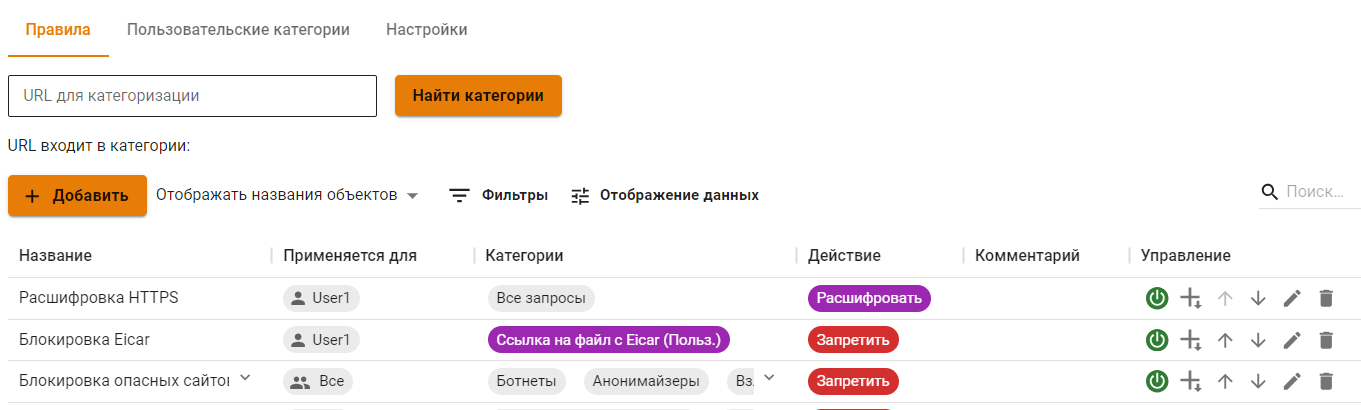 Правила Пользовательские категории Настройки
URL для категоризации Найти категории
URL входит в категории:
Добавить Отображать названия объектов Фильтры Отображение данных Поиск...
Название Применяется для Категории Действие Комментарий Управление
Расшифровка HTTPS User1 Все запросы Расшифровать
Блокировка Eicar User1 Ссылка на файл с Eicar (Польз.) Запретить
Блокировка опасных сайтов Все Ботнеты Анонимайзеры Вз. Запретить